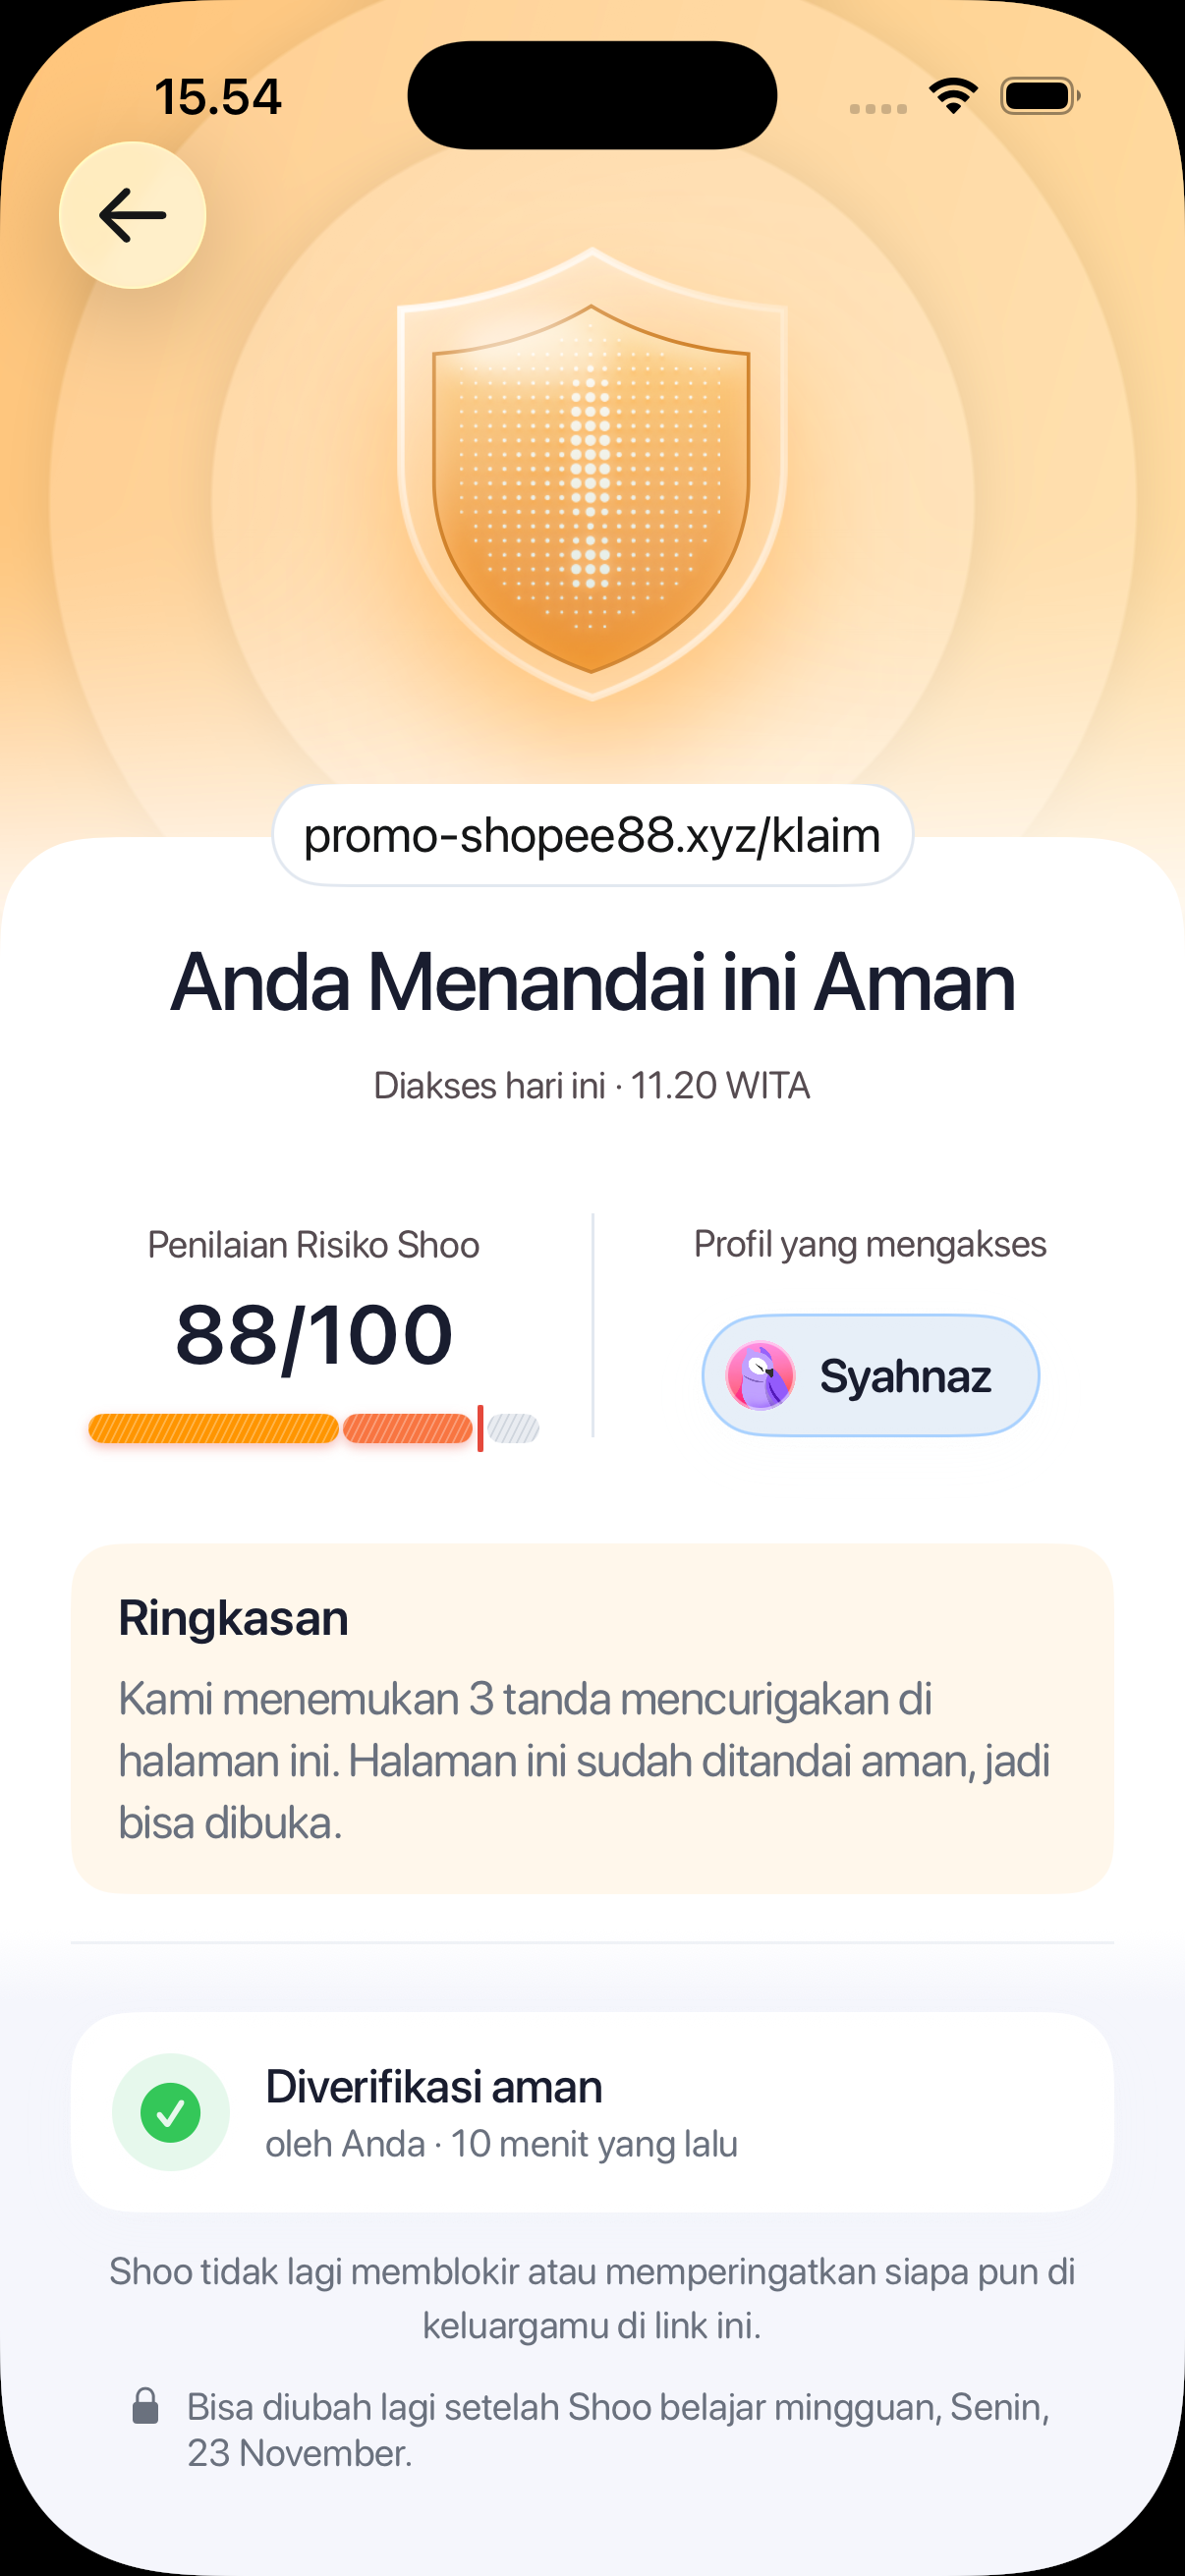 15.54
promo-shopee88.xyz/klaim
Anda Menandai ini Aman
Diakses hari ini · 11.20 WITA
Penilaian Risiko Shoo
88/100
Profil yang mengakses
Syahnaz
Ringkasan
Kami menemukan 3 tanda mencurigakan di
halaman ini. Halaman ini sudah ditandai aman, jadi
bisa dibuka.
Diverifikasi aman
oleh Anda · 10 menit yang lalu
Shoo tidak lagi memblokir atau memperingatkan siapa pun di
keluargamu di link ini.
Bisa diubah lagi setelah Shoo belajar mingguan, Senin,
23 November.